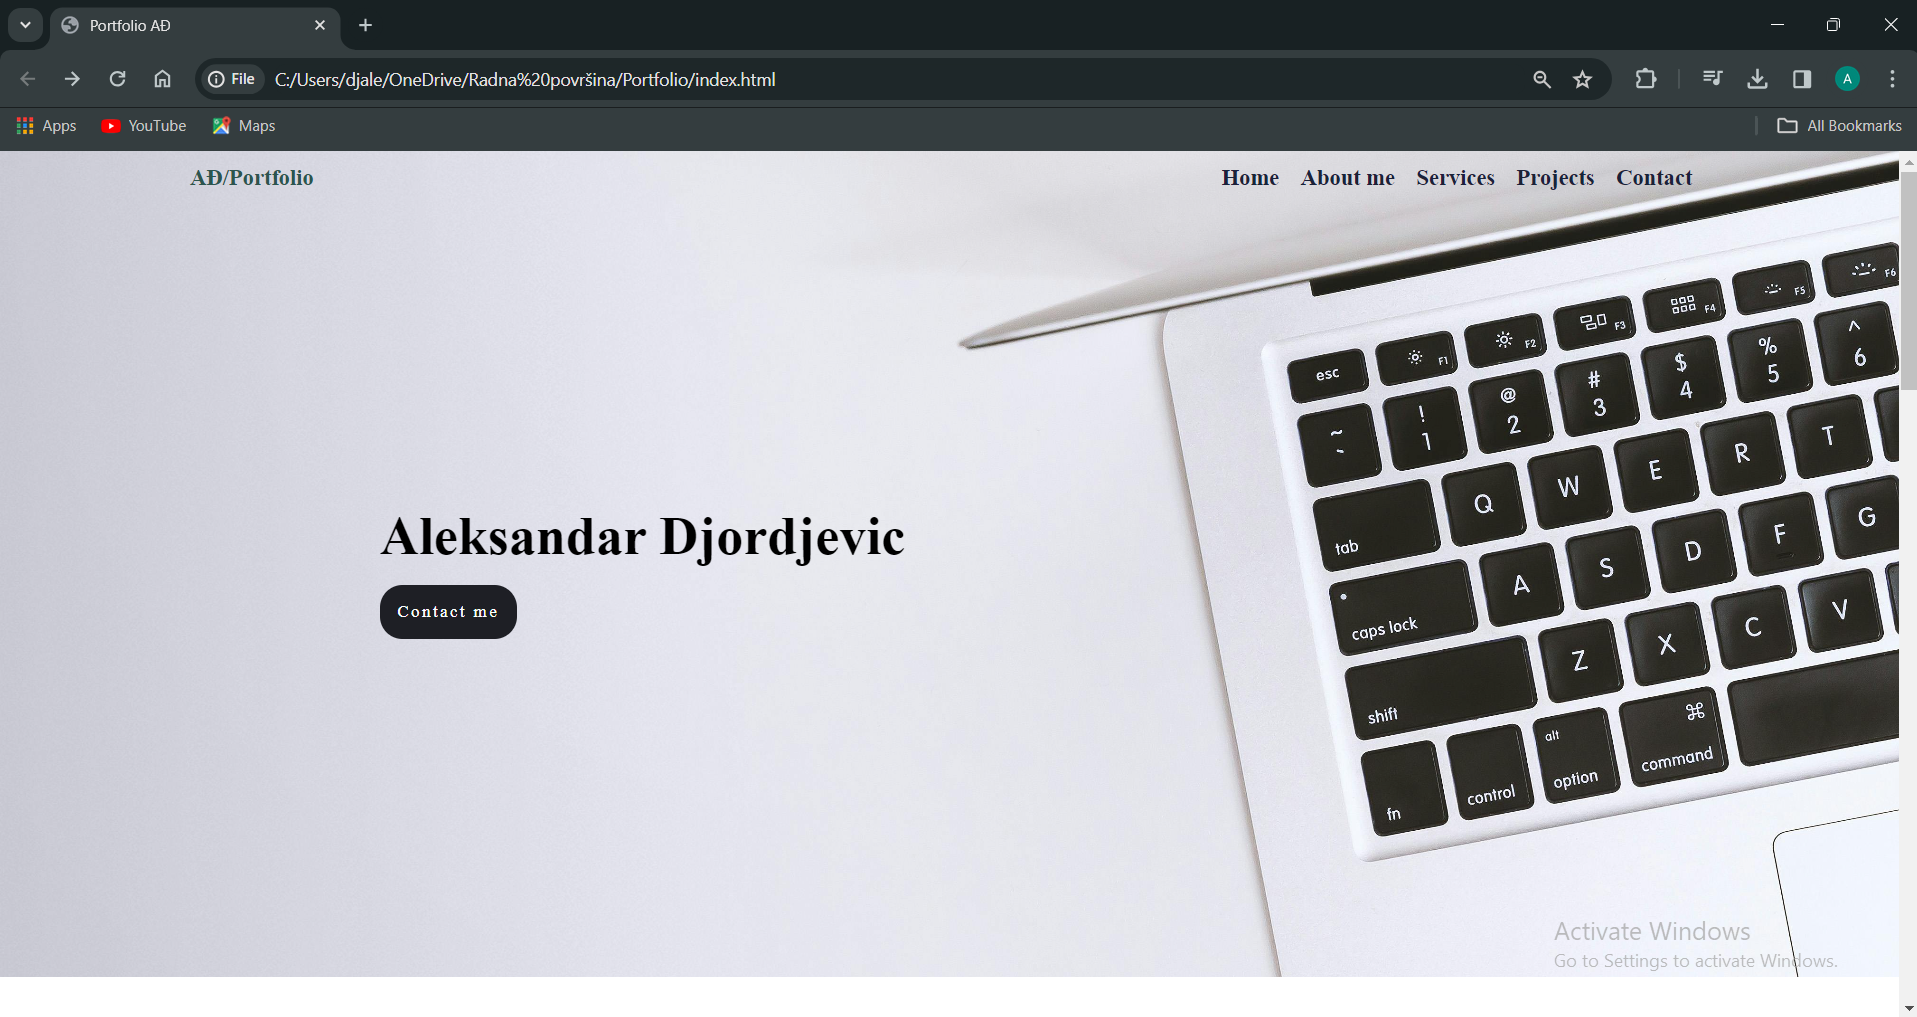 Portfolio AĐ
File C:/Users/djale/OneDrive/Radna%20površina/Portfolio/index.html A
Apps YouTube Maps All Bookmarks
AĐ/Portfolio Home About me Services Projects Contact
Aleksandar Djordjevic
Contact me
esc F1 F2 F3 F4 F5 F6
~ ! @ # $ % ^
` 1 2 3 4 5 6
tab Q W E R T
caps lock A S D F G
shift Z X C V
fn control alt option ⌘ command
Activate Windows
Go to Settings to activate Windows.